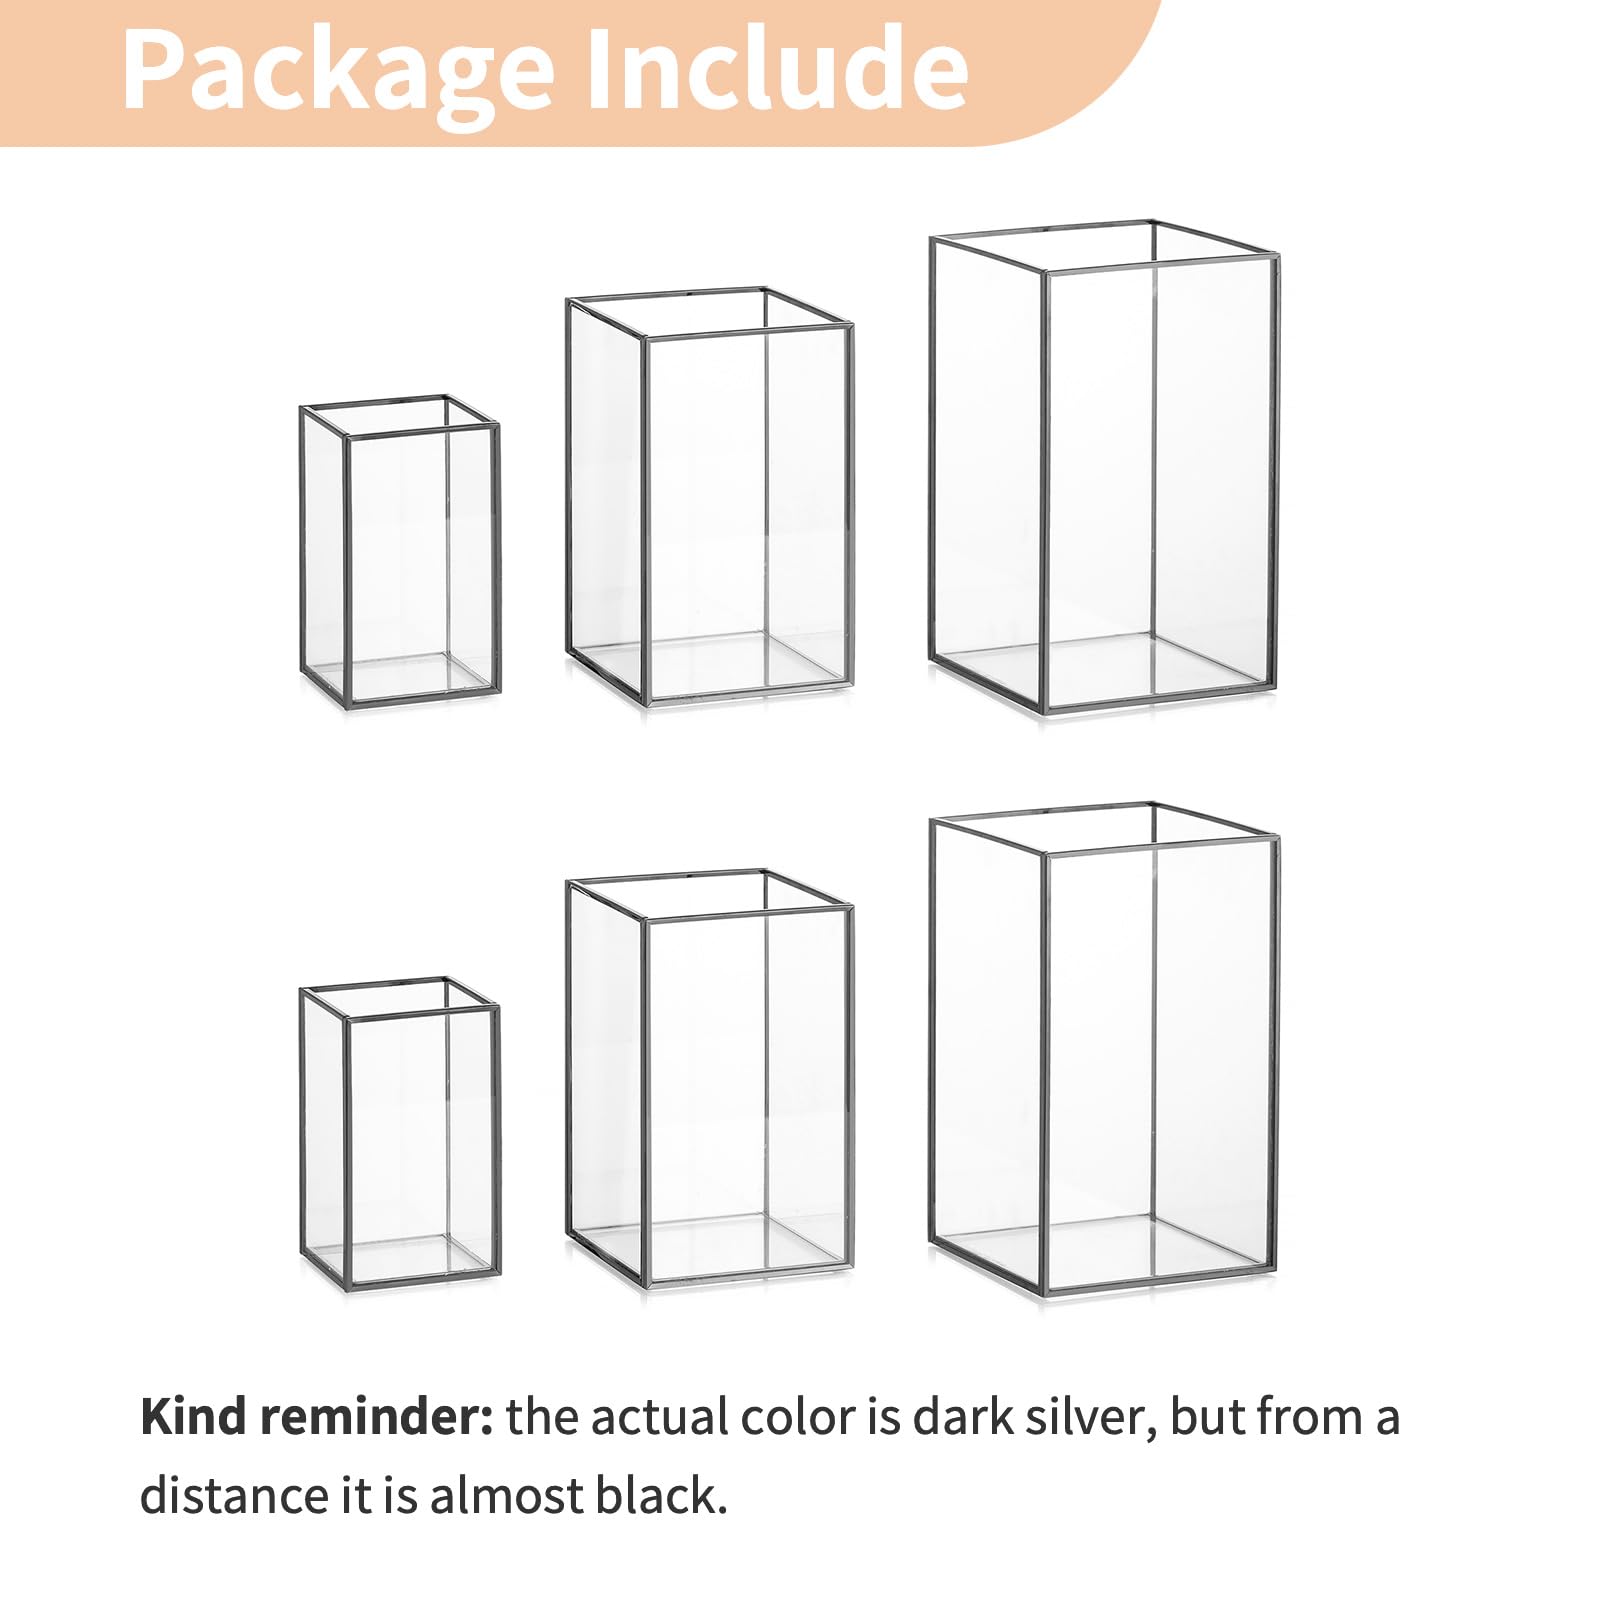 Package Include
Kind reminder: the actual color is dark silver, but from a
distance it is almost black.